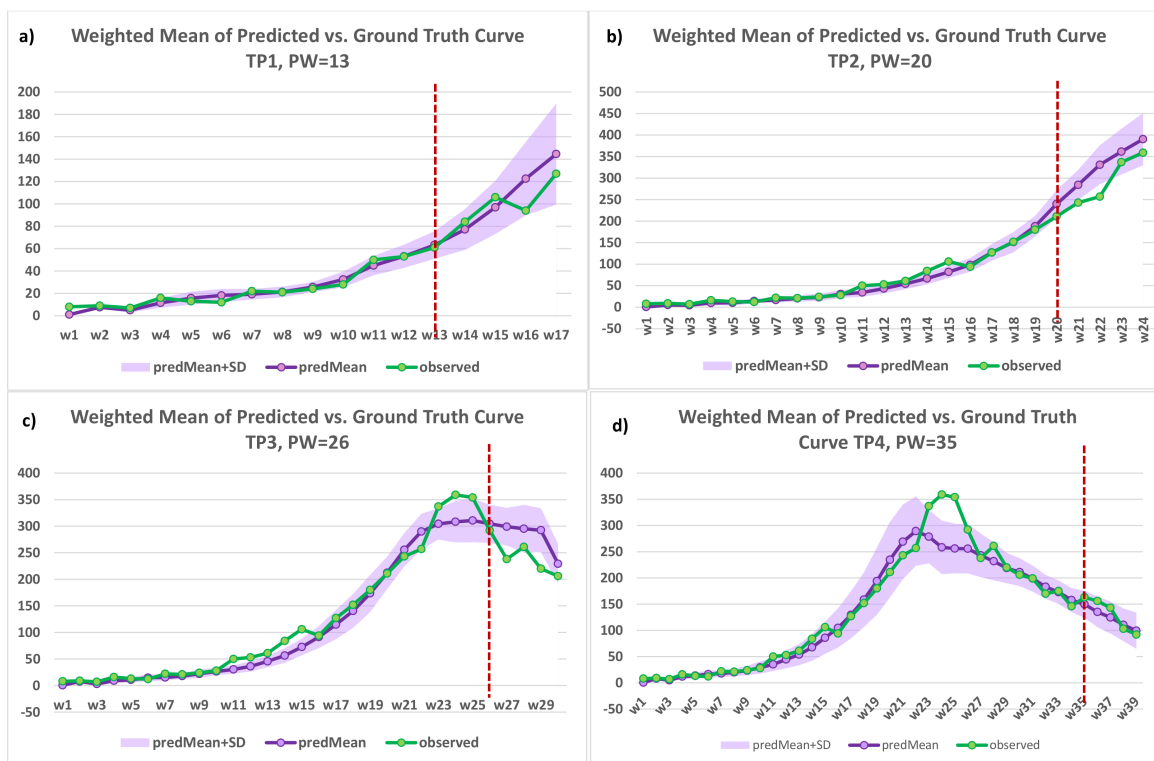 a) Weighted Mean of Predicted vs. Ground Truth Curve
TP1, PW=13
200
180
160
140
120
100
80
60
40
20
0
w1 w2 w3 w4 w5 w6 w7 w8 w9 w10 w11 w12 w13 w14 w15 w16 w17
predMean+SD predMean observed
b) Weighted Mean of Predicted vs. Ground Truth Curve
TP2, PW=20
500
450
400
350
300
250
200
150
100
50
0
-50
w1 w2 w3 w4 w5 w6 w7 w8 w9 w10 w11 w12 w13 w14 w15 w16 w17 w18 w19 w20 w21 w22 w23 w24
predMean+SD predMean observed
c) Weighted Mean of Predicted vs. Ground Truth Curve
TP3, PW=26
400
350
300
250
200
150
100
50
0
-50
w1 w3 w5 w7 w9 w11 w13 w15 w17 w19 w21 w23 w25 w27 w29
predMean+SD predMean observed
d) Weighted Mean of Predicted vs. Ground Truth
Curve TP4, PW=35
400
350
300
250
200
150
100
50
0
-50
w1 w3 w5 w7 w9 w11 w13 w15 w17 w19 w21 w23 w25 w27 w29 w31 w33 w35 w37 w39
predMean+SD predMean observed